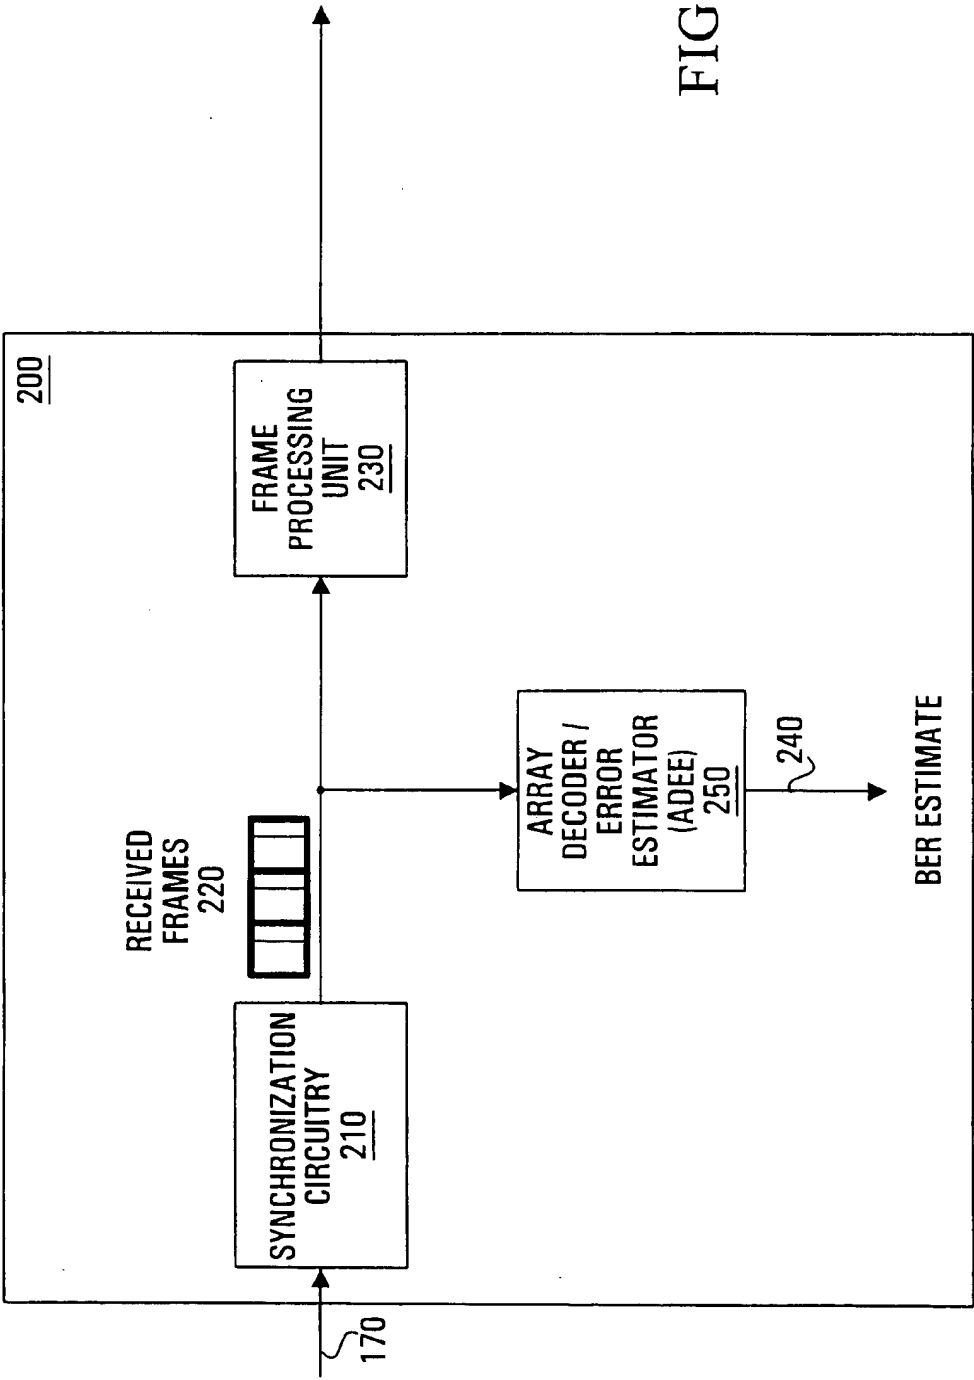 200
RECEIVED
FRAMES
220
170
SYNCHRONIZATION
CIRCUITRY
210
FRAME
PROCESSING
UNIT
230
ARRAY
DECODER /
ERROR
ESTIMATOR
(ADEE)
250
240
BER ESTIMATE
FIG